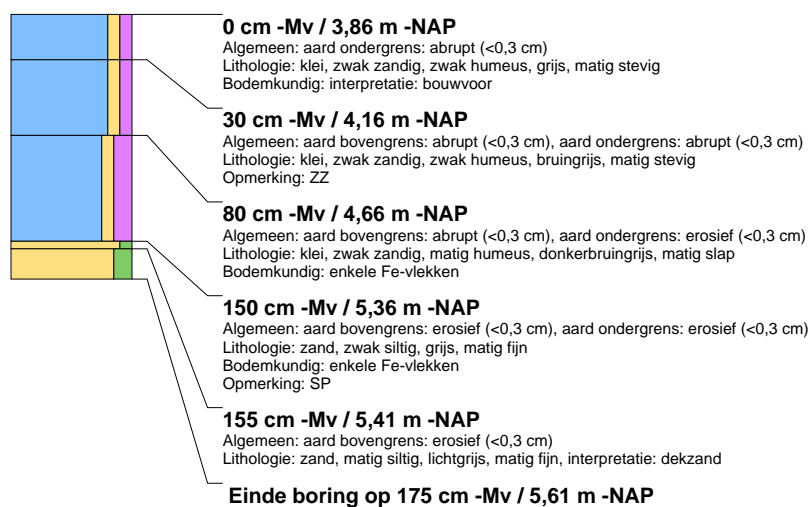 0 cm -Mv / 3,86 m -NAP
Algemeen: aard ondergrens: abrupt (<0,3 cm)
Lithologie: klei, zwak zandig, zwak humeus, grijs, matig stevig
Bodemkundig: interpretatie: bouwvoor
30 cm -Mv / 4,16 m -NAP
Algemeen: aard bovengrens: abrupt (<0,3 cm), aard ondergrens: abrupt (<0,3 cm)
Lithologie: klei, zwak zandig, zwak humeus, bruingrijs, matig stevig
Opmerking: ZZ
80 cm -Mv / 4,66 m -NAP
Algemeen: aard bovengrens: abrupt (<0,3 cm), aard ondergrens: erosief (<0,3 cm)
Lithologie: klei, zwak zandig, matig humeus, donkerbruingrijs, matig slap
Bodemkundig: enkele Fe-vlekken
150 cm -Mv / 5,36 m -NAP
Algemeen: aard bovengrens: erosief (<0,3 cm), aard ondergrens: erosief (<0,3 cm)
Lithologie: zand, zwak siltig, grijs, matig fijn
Bodemkundig: enkele Fe-vlekken
Opmerking: SP
155 cm -Mv / 5,41 m -NAP
Algemeen: aard bovengrens: erosief (<0,3 cm)
Lithologie: zand, matig siltig, lichtgrijs, matig fijn, interpretatie: dekzand
Einde boring op 175 cm -Mv / 5,61 m -NAP